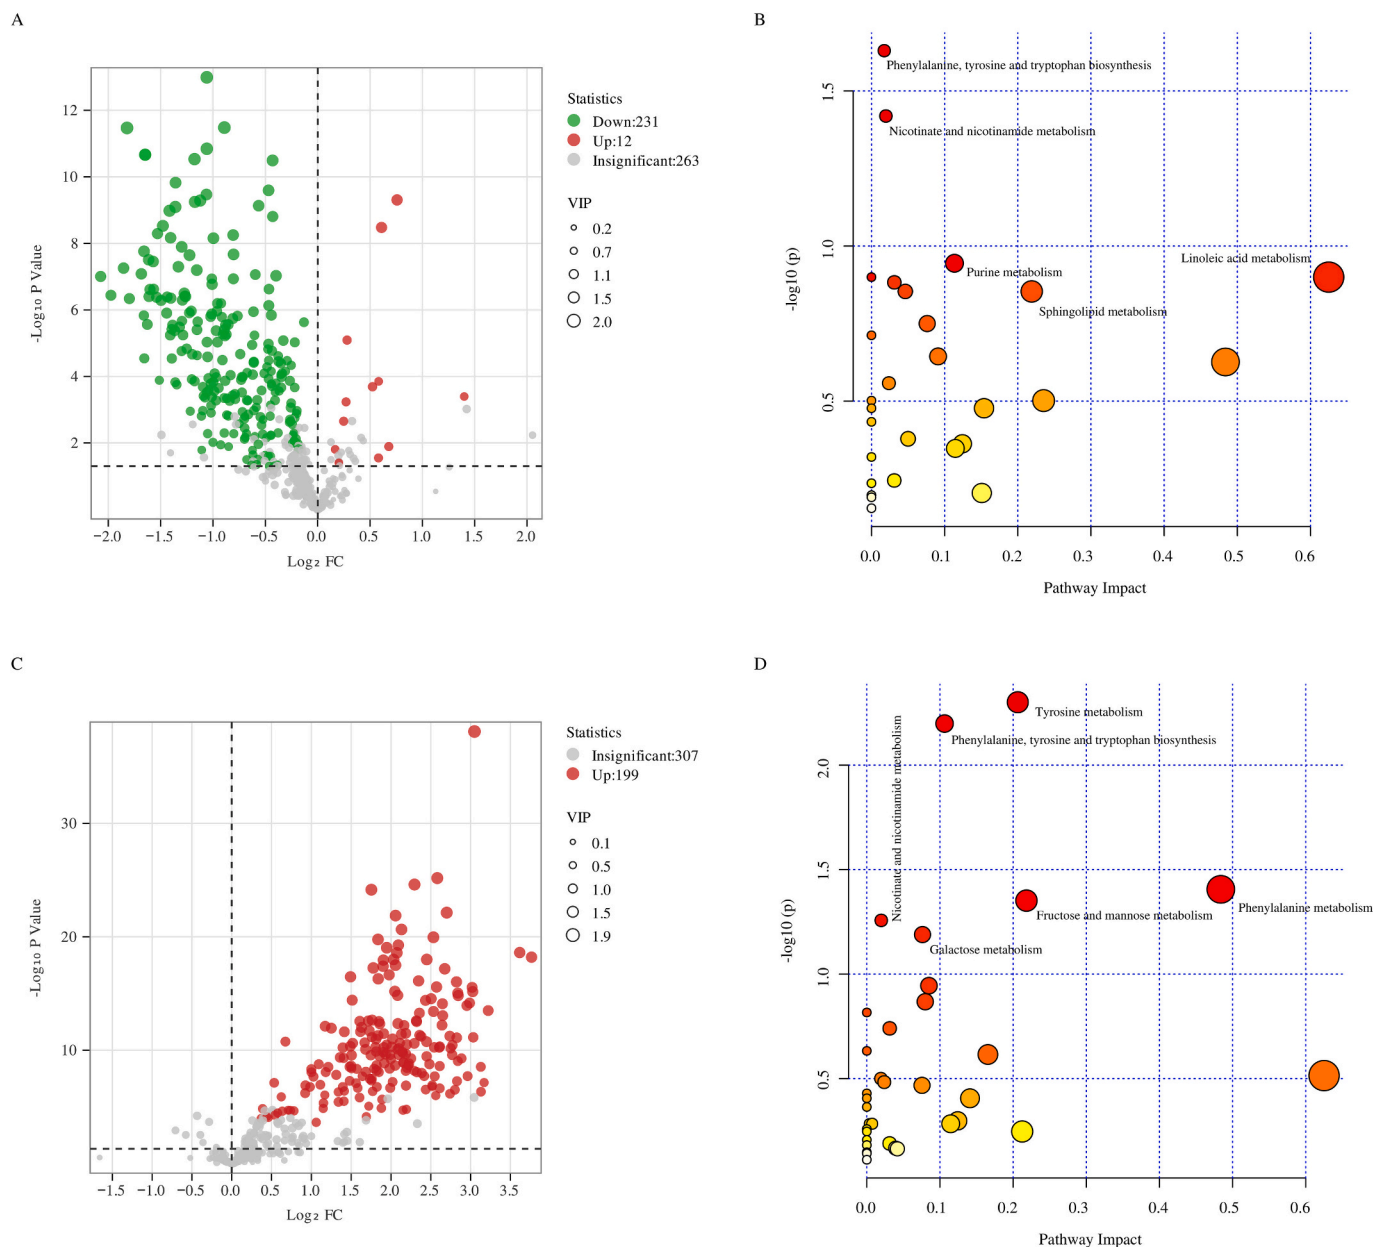 A
12
10
8
6
4
2
-Log₁₀ P Value
−2.0 −1.5 −1.0 −0.5 0.0 0.5 1.0 1.5 2.0
Log₂ FC
Statistics
Down:231
Up:12
Insignificant:263
VIP
0.2
0.7
1.1
1.5
2.0
B
Phenylalanine, tyrosine and tryptophan biosynthesis
Nicotinate and nicotinamide metabolism
Linoleic acid metabolism
Purine metabolism
Sphingolipid metabolism
1.5
1.0
0.5
-log10 (p)
0.0 0.1 0.2 0.3 0.4 0.5 0.6
Pathway Impact
C
30
20
10
-Log₁₀ P Value
−1.5 −1.0 −0.5 0.0 0.5 1.0 1.5 2.0 2.5 3.0 3.5
Log₂ FC
Statistics
Insignificant:307
Up:199
VIP
0.1
0.5
1.0
1.5
1.9
D
Tyrosine metabolism
Phenylalanine, tyrosine and tryptophan biosynthesis
Nicotinate and nicotinamide metabolism
Phenylalanine metabolism
Fructose and mannose metabolism
Galactose metabolism
2.0
1.5
1.0
0.5
-log10 (p)
0.0 0.1 0.2 0.3 0.4 0.5 0.6
Pathway Impact